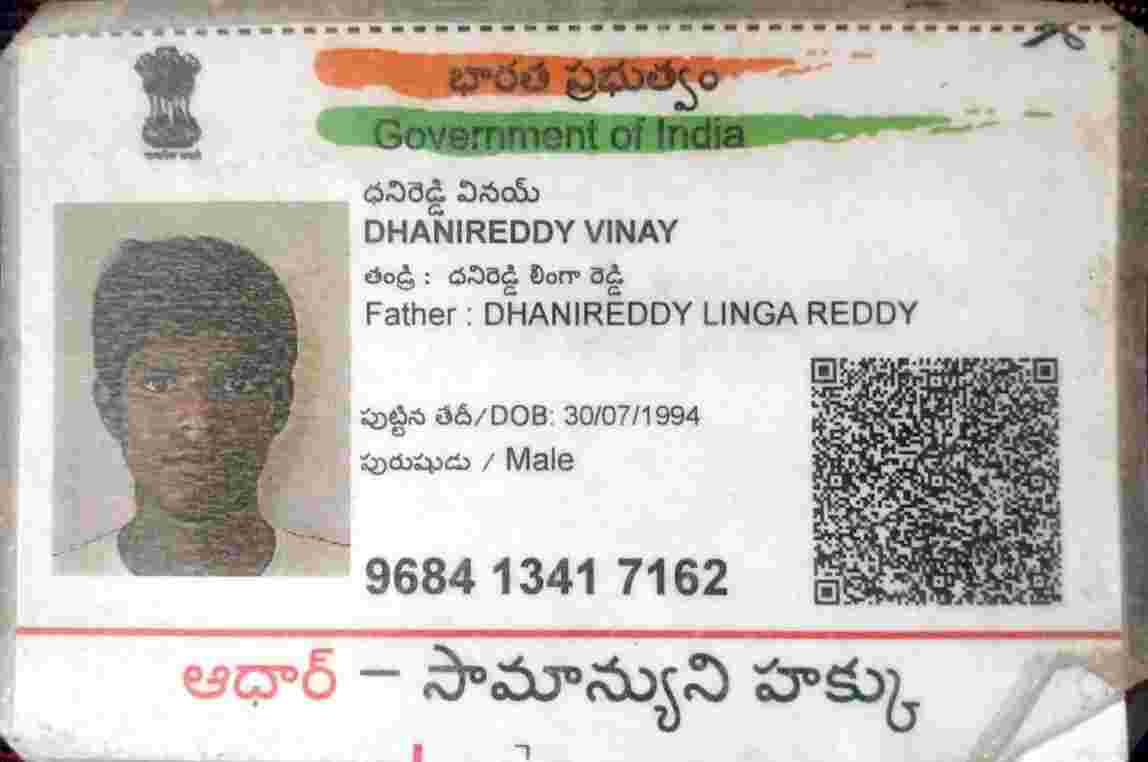 భారత ప్రభుత్వం
Government of India
ధనిరెడ్డి వినయ్
DHANIREDDY VINAY
తండ్రి : ధనిరెడ్డి లింగా రెడ్డి
Father : DHANIREDDY LINGA REDDY
పుట్టిన తేదీ/DOB: 30/07/1994
పురుషుడు / Male
9684 1341 7162
ఆధార్ – సామాన్యుని హక్కు